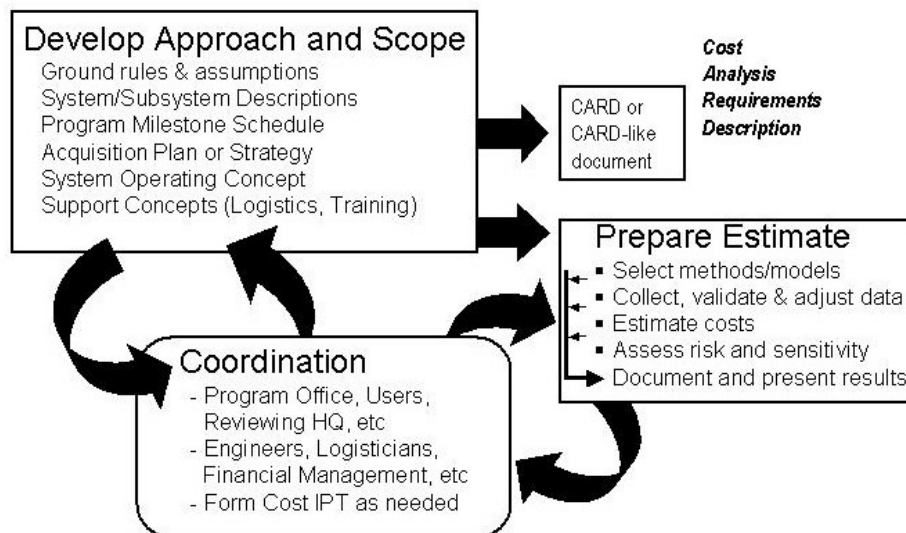 Develop Approach and Scope
Ground rules & assumptions
System/Subsystem Descriptions
Program Milestone Schedule
Acquisition Plan or Strategy
System Operating Concept
Support Concepts (Logistics, Training)
Cost
Analysis
Requirements
Description
CARD or
CARD-like
document
Prepare Estimate
▪ Select methods/models
▪ Collect, validate & adjust data
▪ Estimate costs
▪ Assess risk and sensitivity
Document and present results
Coordination
- Program Office, Users,
Reviewing HQ, etc
- Engineers, Logisticians,
Financial Management, etc
- Form Cost IPT as needed